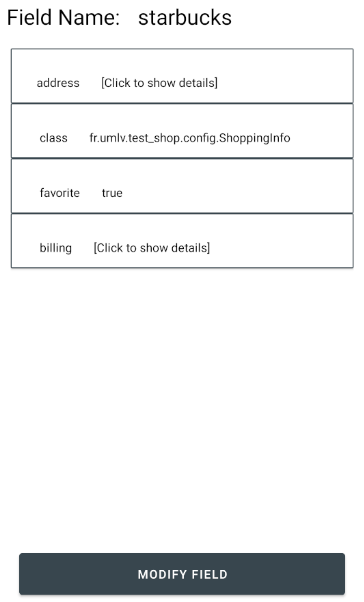 Field Name: starbucks
address [Click to show details]
class fr.umlv.test_shop.config.ShoppingInfo
favorite true
billing [Click to show details]
MODIFY FIELD